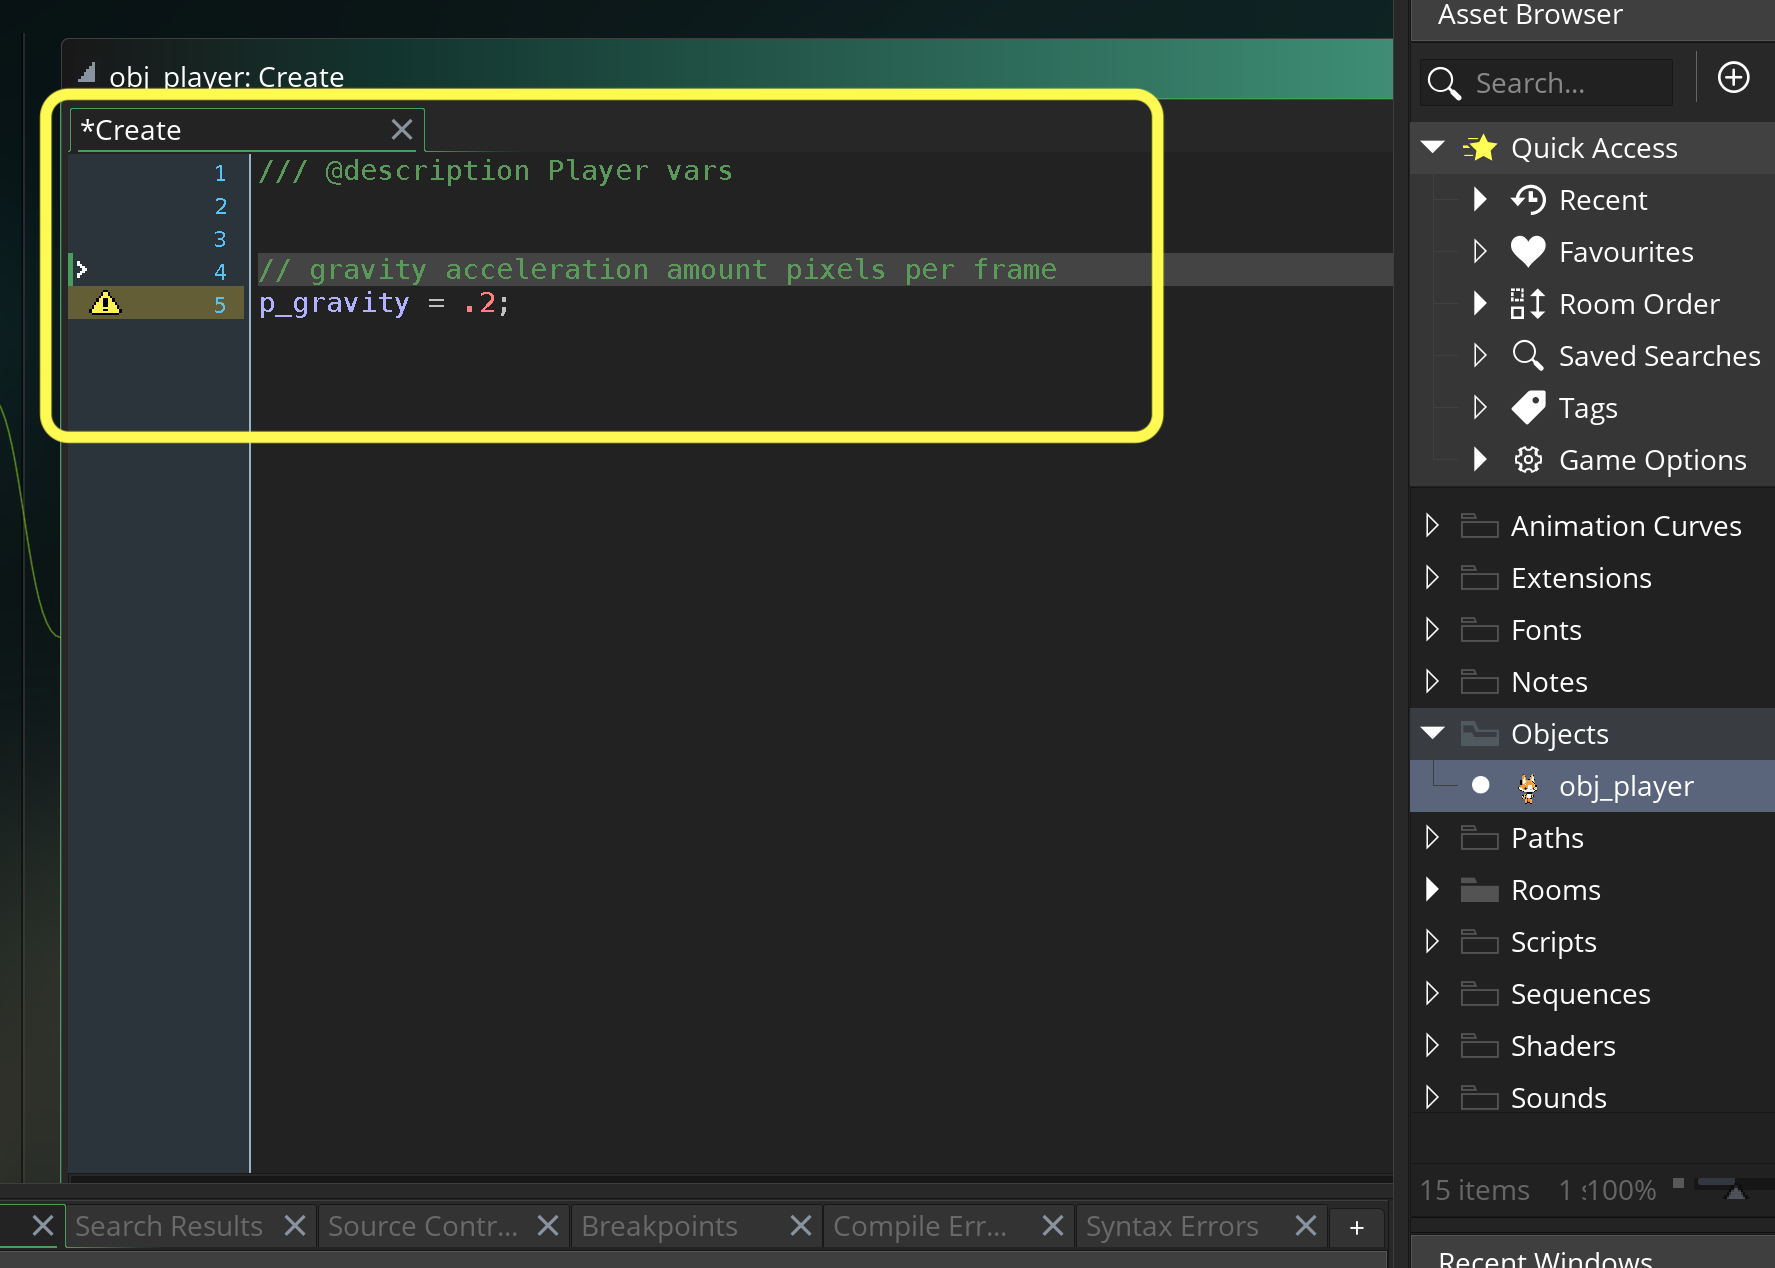 Asset Browser
obj_player: Create
Search...
*Create
1 /// @description Player vars
2
3
4 // gravity acceleration amount pixels per frame
5 p_gravity = .2;
Quick Access
Recent
Favourites
Room Order
Saved Searches
Tags
Game Options
Animation Curves
Extensions
Fonts
Notes
Objects
obj_player
Paths
Rooms
Scripts
Sequences
Shaders
Sounds
15 items 1 100%
Search Results Source Contr... Breakpoints Compile Err... Syntax Errors +
Recent Windows